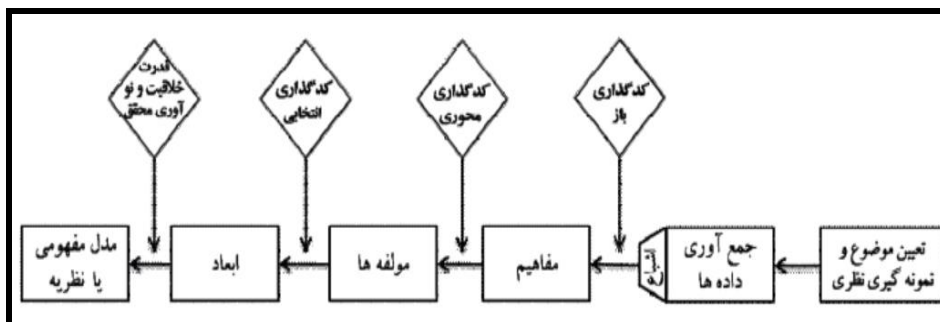 کدگذاری
باز
کدگذاری
محوری
کدگذاری
انتخابی
قدرت
خلاقیت و نو
آوری محقق
تعیین موضوع و
نمونه گیری نظری
جمع آوری
داده ها
اشباع
مفاهیم
مولفه ها
ابعاد
مدل مفهومی
یا نظریه